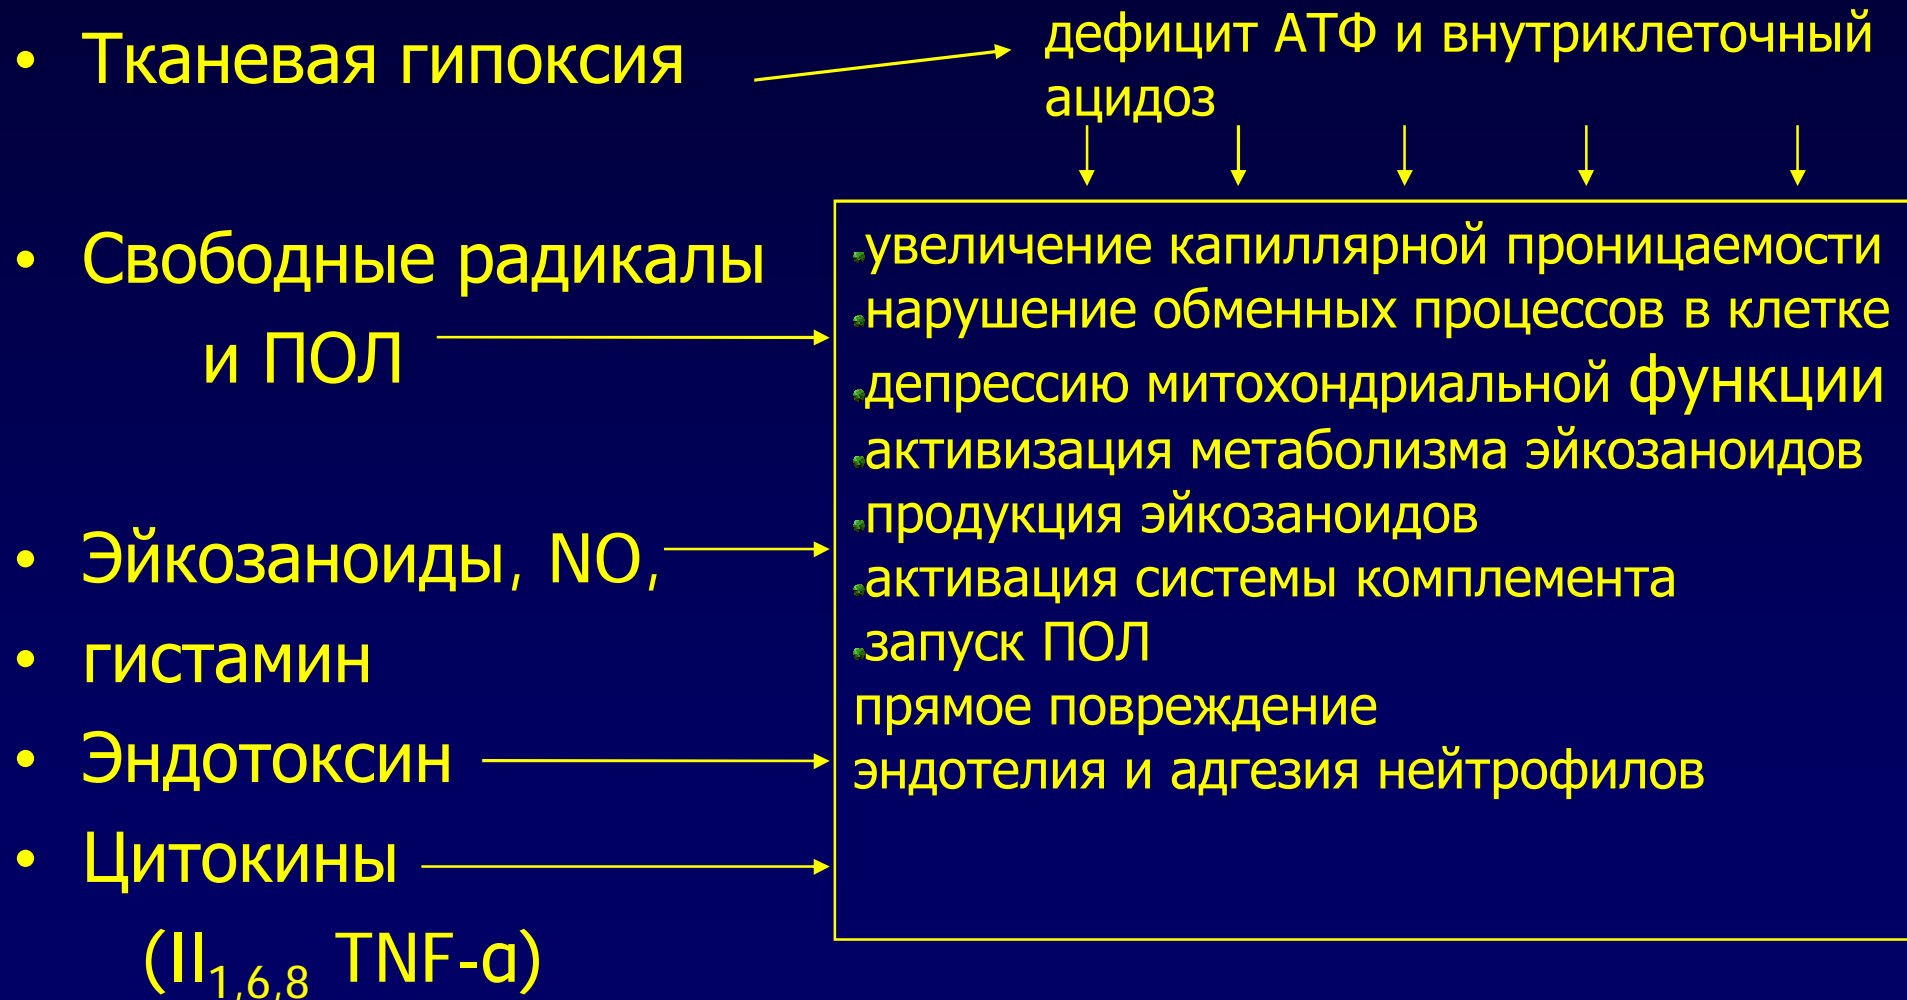 • Тканевая гипоксия
дефицит АТФ и внутриклеточный
ацидоз
• Свободные радикалы
и ПОЛ
• Эйкозаноиды, NO,
• гистамин
• Эндотоксин
• Цитокины
(Il1,6,8 TNF-α)
увеличение капиллярной проницаемости
нарушение обменных процессов в клетке
депрессию митохондриальной функции
активизация метаболизма эйкозаноидов
продукция эйкозаноидов
активация системы комплемента
запуск ПОЛ
прямое повреждение
эндотелия и адгезия нейтрофилов